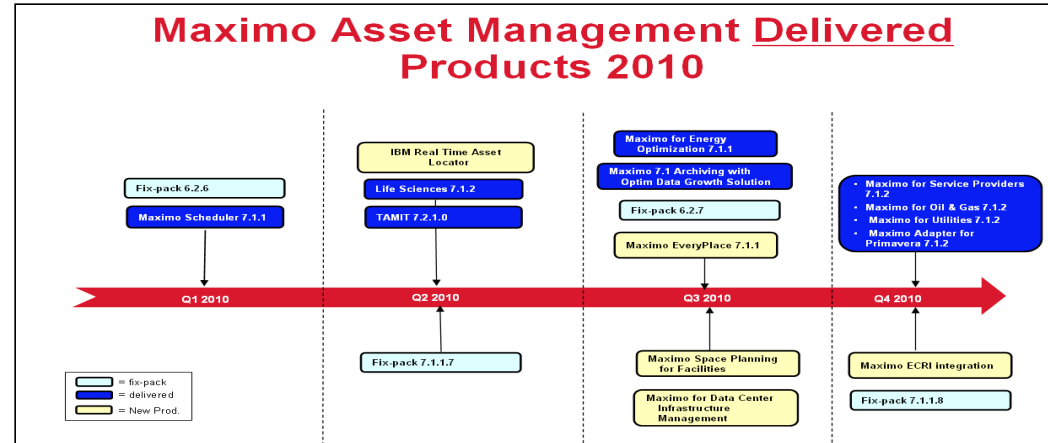 Maximo Asset Management Delivered
Products 2010
Fix-pack 6.2.6
Maximo Scheduler 7.1.1
IBM Real Time Asset
Locator
Life Sciences 7.1.2
TAMIT 7.2.1.0
Maximo for Energy
Optimization 7.1.1
Maximo 7.1 Archiving with
Optim Data Growth Solution
Fix-pack 6.2.7
Maximo EveryPlace 7.1.1
• Maximo for Service Providers
7.1.2
• Maximo for Oil & Gas 7.1.2
• Maximo for Utilities 7.1.2
• Maximo Adapter for
Primavera 7.1.2
Q1 2010
Q2 2010
Q3 2010
Q4 2010
Fix-pack 7.1.1.7
Maximo Space Planning
for Facilities
Maximo for Data Center
Infrastructure
Management
Maximo ECRI integration
Fix-pack 7.1.1.8
= fix-pack
= delivered
= New Prod.